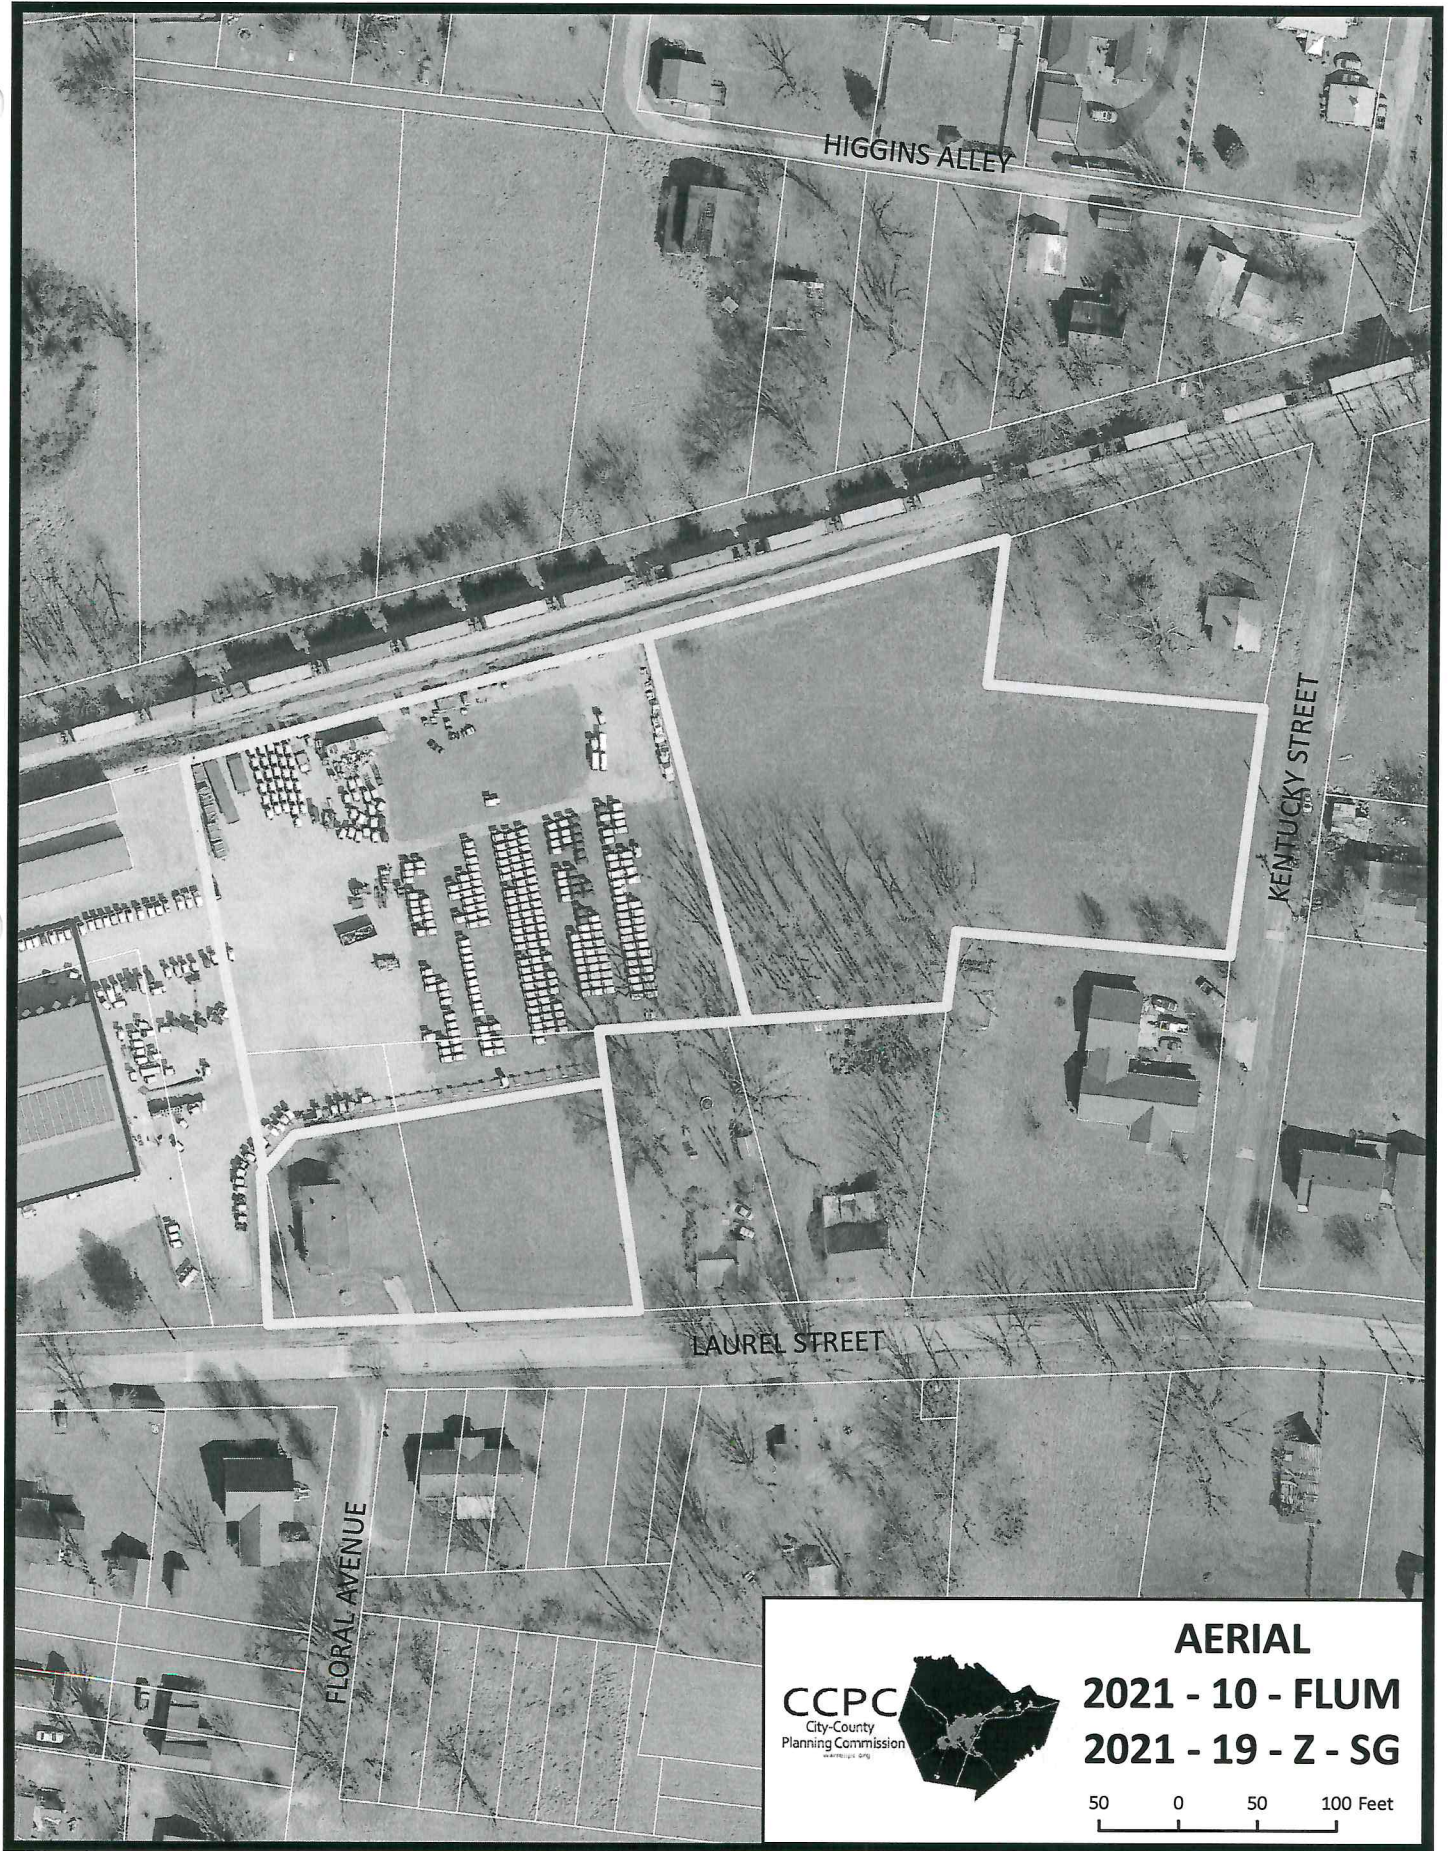 HIGGINS ALLEY
KENTUCKY STREET
LAUREL STREET
FLORAL AVENUE
AERIAL
2021 - 10 - FLUM
2021 - 19 - Z - SG
CCPC
City-County
Planning Commission
50 0 50 100 Feet